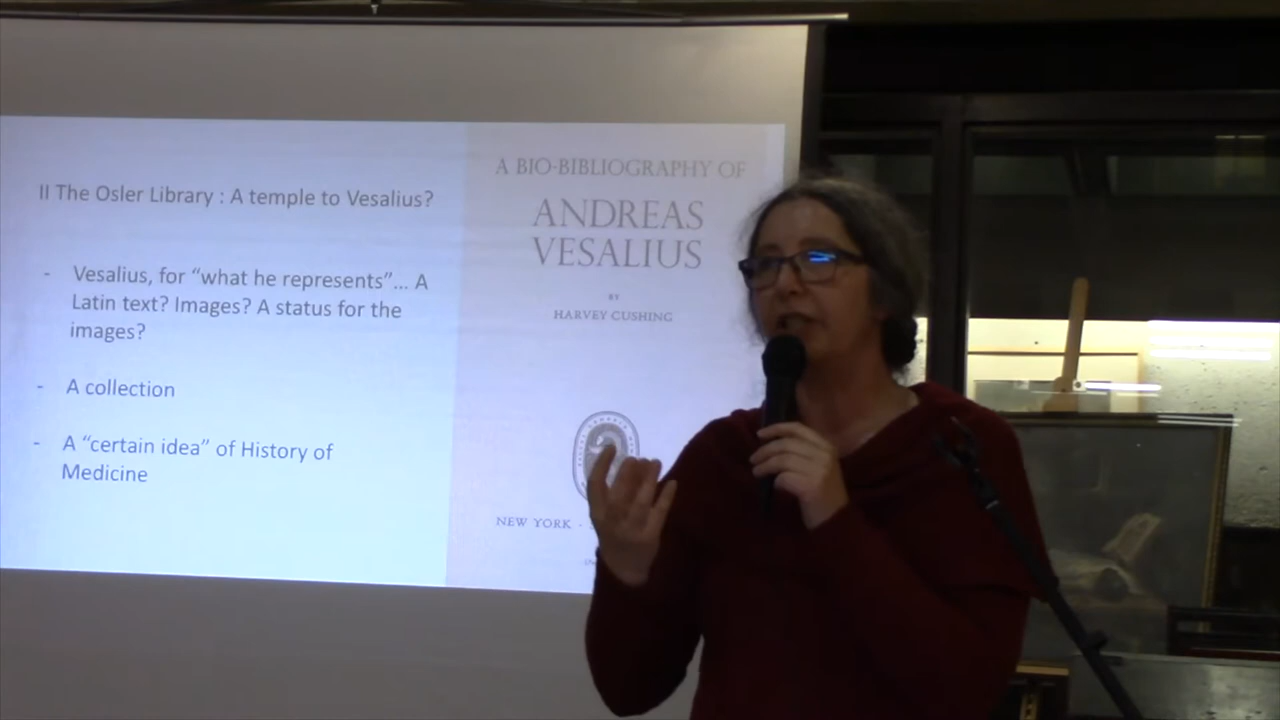 II The Osler Library : A temple to Vesalius?
- Vesalius, for “what he represents”... A
Latin text? Images? A status for the
images?
- A collection
- A “certain idea” of History of
Medicine
A BIO-BIBLIOGRAPHY OF
ANDREAS
VESALIUS
BY
HARVEY CUSHING
NEW YORK -